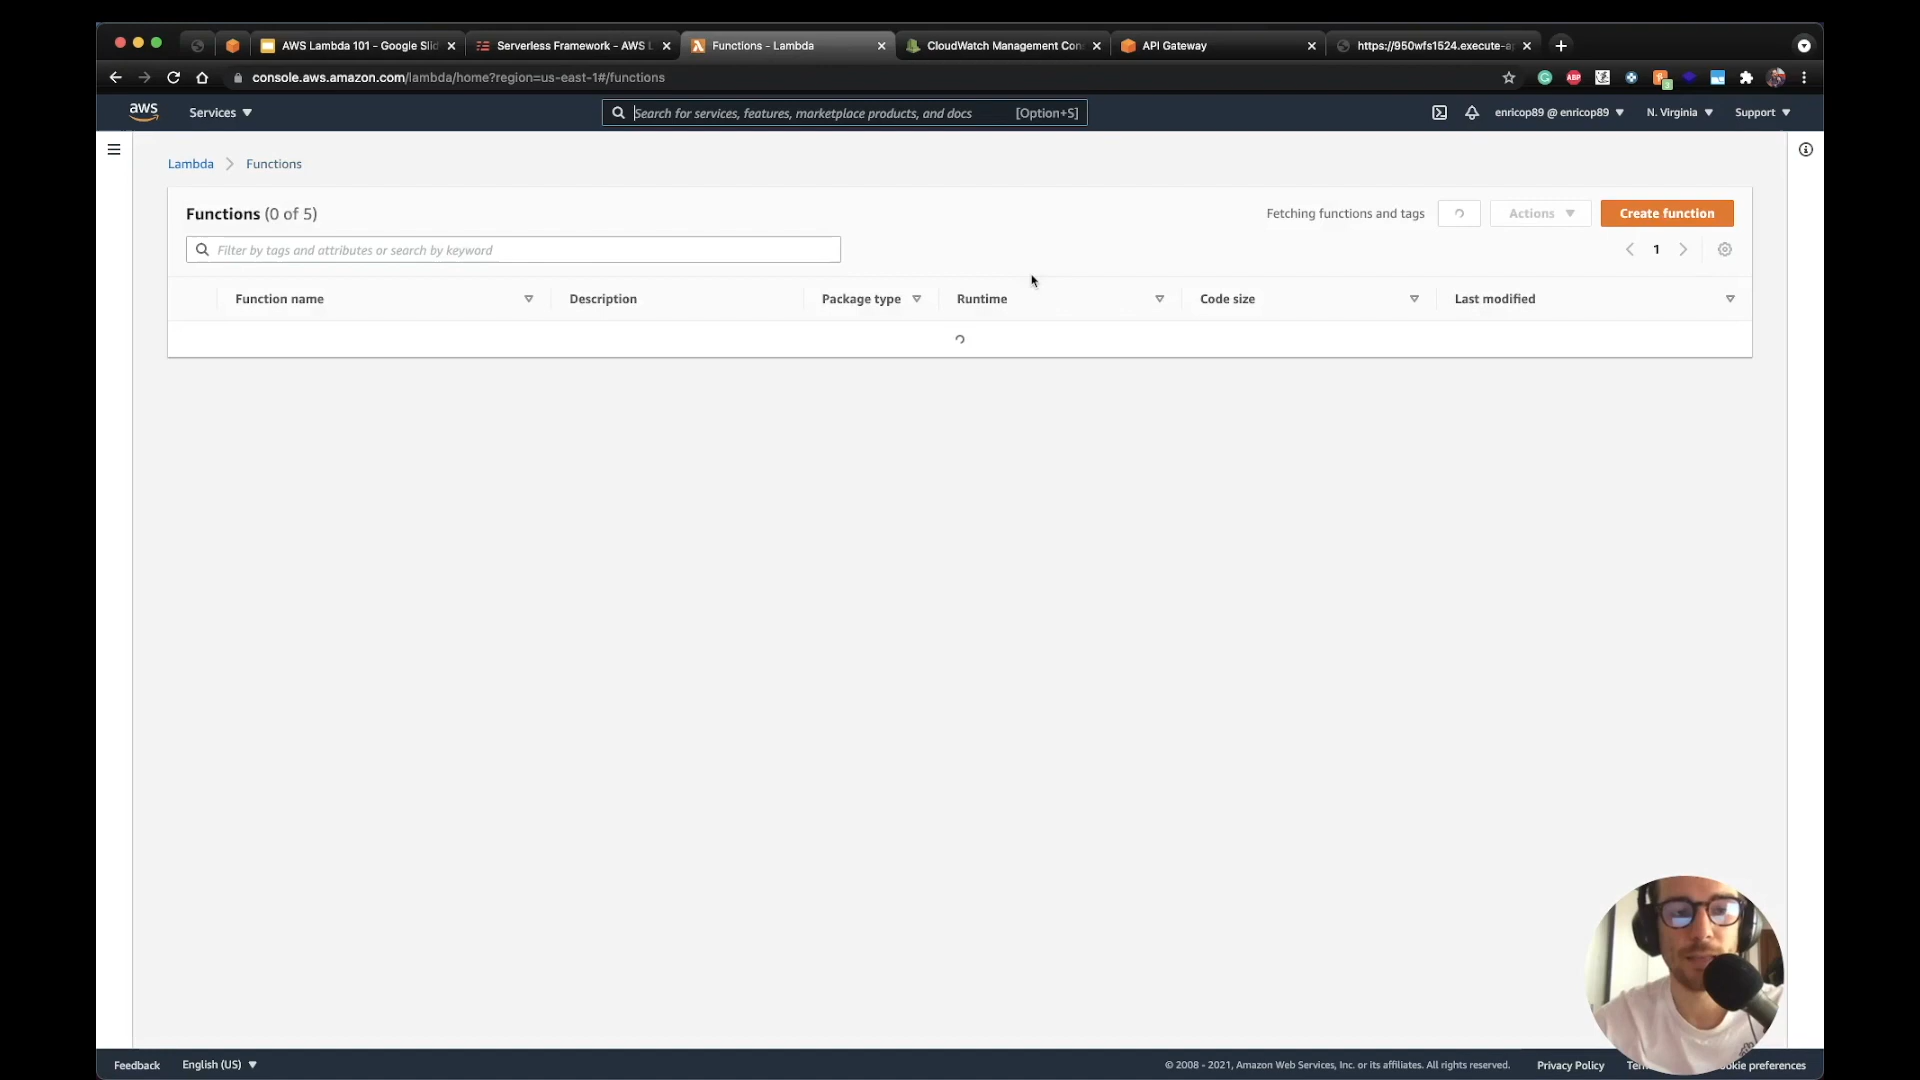 AWS Lambda 101 - Google Slid
Serverless Framework - AWS L
Functions - Lambda
CloudWatch Management Con
API Gateway
https://950wfs1524.execute-a
console.aws.amazon.com/lambda/home?region=us-east-1#/functions
ABP
aws
Services
Search for services, features, marketplace products, and docs
[Option+S]
enricop89 @ enricop89
N. Virginia
Support
Lambda
Functions
Functions (0 of 5)
Fetching functions and tags
Actions
Create function
Filter by tags and attributes or search by keyword
1
Function name
Description
Package type
Runtime
Code size
Last modified
Feedback
English (US)
© 2008 - 2021, Amazon Web Services, Inc. or its affiliates. All rights reserved.
Privacy Policy
Ter
okie preferences